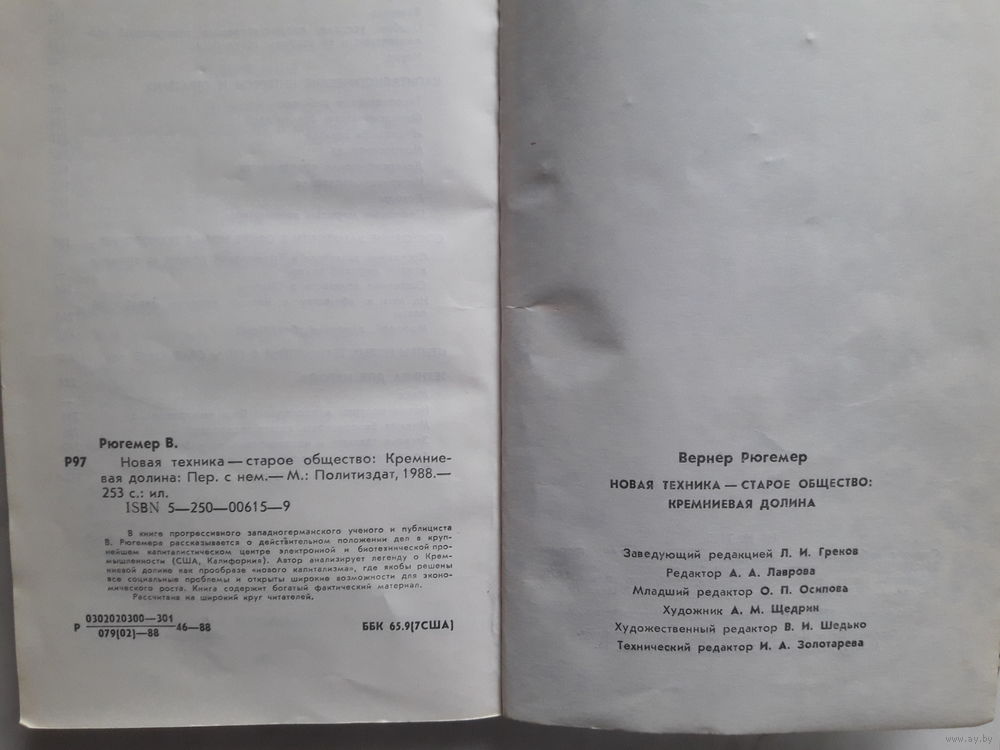 Рюгемер В.
Р97 Новая техника — старое общество: Кремние-
вая долина: Пер. с нем.— М.: Политиздат, 1988.—
253 с.: ил.
ISBN 5—250—00615—9
В книге прогрессивного западногерманского ученого и публициста
В. Рюгемера рассказывается о действительном положении дел в круп-
нейшем капиталистическом центре электронной и биотехнической про-
мышленности (США, Калифорния). Автор анализирует легенду о Крем-
ниевой долине как прообразе «нового капитализма», где якобы решены
все социальные проблемы и открыты широкие возможности для эконо-
мического роста. Книга содержит богатый фактический материал.
Рассчитана на широкий круг читателей.
Р 0302020300—301 46—88
079(02)—88
ББК 65.9(7США)
Вернер Рюгемер
НОВАЯ ТЕХНИКА — СТАРОЕ ОБЩЕСТВО:
КРЕМНИЕВАЯ ДОЛИНА
Заведующий редакцией Л. И. Греков
Редактор А. А. Лаврова
Младший редактор О. П. Осипова
Художник А. М. Щедрин
Художественный редактор В. И. Шедько
Технический редактор И. А. Золотарева
www.ay.by